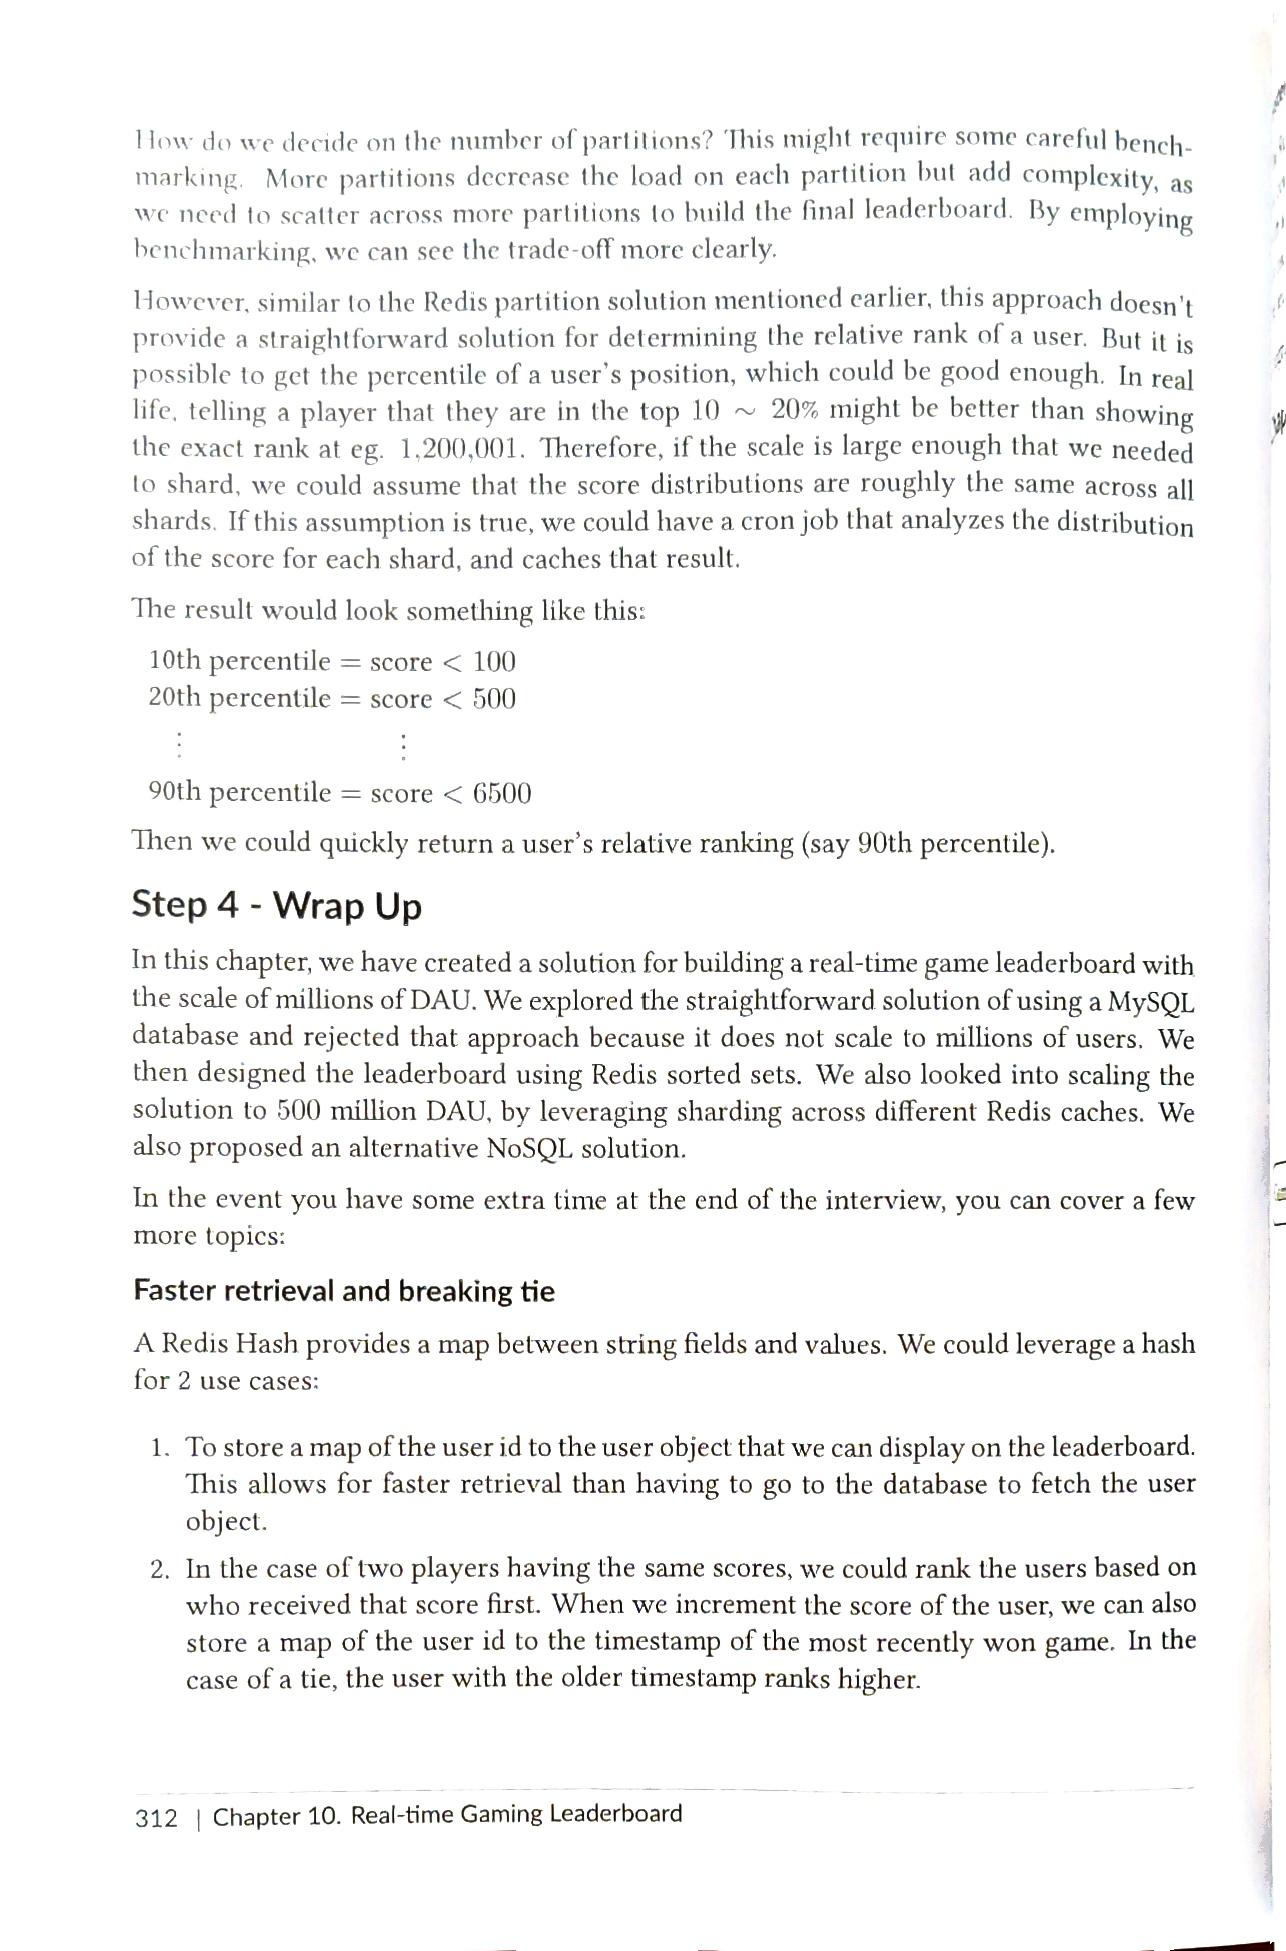 How do we decide on the number of partitions? This might require some careful bench-
marking. More partitions decrease the load on each partition but add complexity, as
we need to scatter across more partitions to build the final leaderboard. By employing
benchmarking, we can see the trade-off more clearly.
However, similar to the Redis partition solution mentioned earlier, this approach doesn't
provide a straightforward solution for determining the relative rank of a user. But it is
possible to get the percentile of a user's position, which could be good enough. In real
life, telling a player that they are in the top 10 ∼ 20% might be better than showing
the exact rank at eg. 1,200,001. Therefore, if the scale is large enough that we needed
to shard, we could assume that the score distributions are roughly the same across all
shards. If this assumption is true, we could have a cron job that analyzes the distribution
of the score for each shard, and caches that result.
The result would look something like this:
10th percentile = score < 100
20th percentile = score < 500
⋮ ⋮
90th percentile = score < 6500
Then we could quickly return a user's relative ranking (say 90th percentile).
Step 4 - Wrap Up
In this chapter, we have created a solution for building a real-time game leaderboard with
the scale of millions of DAU. We explored the straightforward solution of using a MySQL
database and rejected that approach because it does not scale to millions of users. We
then designed the leaderboard using Redis sorted sets. We also looked into scaling the
solution to 500 million DAU, by leveraging sharding across different Redis caches. We
also proposed an alternative NoSQL solution.
In the event you have some extra time at the end of the interview, you can cover a few
more topics:
Faster retrieval and breaking tie
A Redis Hash provides a map between string fields and values. We could leverage a hash
for 2 use cases:
1. To store a map of the user id to the user object that we can display on the leaderboard.
This allows for faster retrieval than having to go to the database to fetch the user
object.
2. In the case of two players having the same scores, we could rank the users based on
who received that score first. When we increment the score of the user, we can also
store a map of the user id to the timestamp of the most recently won game. In the
case of a tie, the user with the older timestamp ranks higher.
312 | Chapter 10. Real-time Gaming Leaderboard